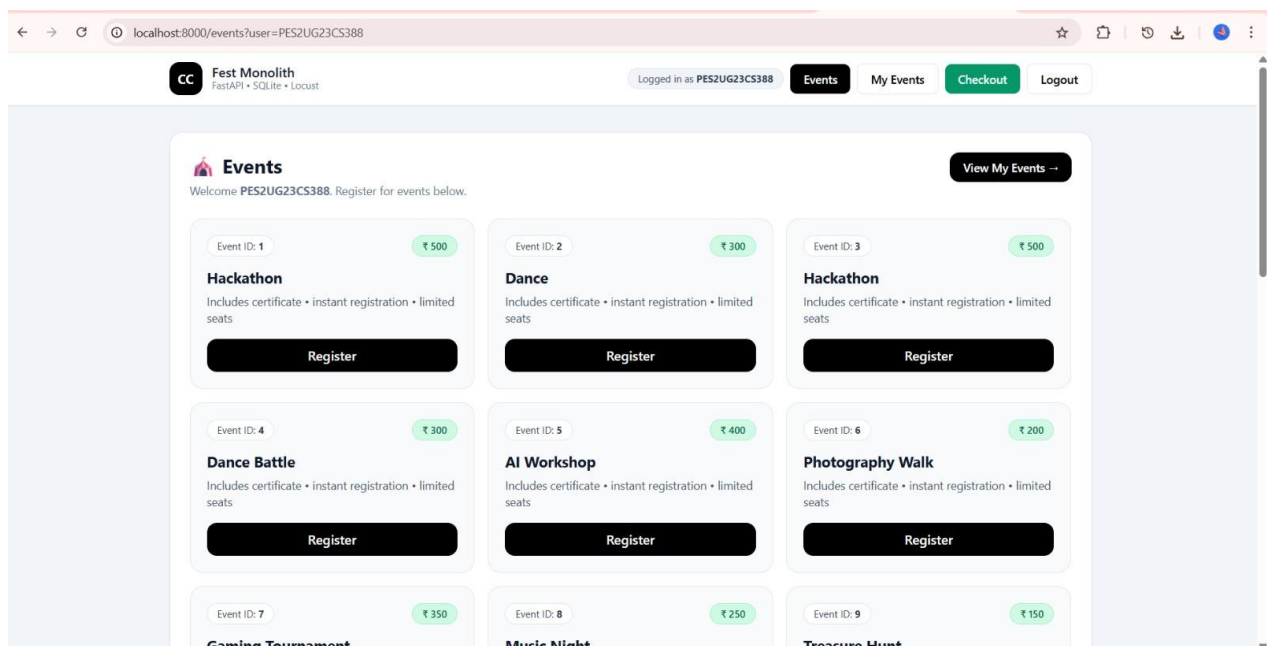 localhost:8000/events?user=PES2UG23CS388
CC
Fest Monolith
FastAPI • SQLite • Locust
Logged in as PES2UG23CS388
Events
My Events
Checkout
Logout
Events
View My Events →
Welcome PES2UG23CS388. Register for events below.
Event ID: 1
₹ 500
Hackathon
Includes certificate • instant registration • limited
seats
Register
Event ID: 2
₹ 300
Dance
Includes certificate • instant registration • limited
seats
Register
Event ID: 3
₹ 500
Hackathon
Includes certificate • instant registration • limited
seats
Register
Event ID: 4
₹ 300
Dance Battle
Includes certificate • instant registration • limited
seats
Register
Event ID: 5
₹ 400
AI Workshop
Includes certificate • instant registration • limited
seats
Register
Event ID: 6
₹ 200
Photography Walk
Includes certificate • instant registration • limited
seats
Register
Event ID: 7
₹ 350
Gaming Tournament
Event ID: 8
₹ 250
Music Night
Event ID: 9
₹ 150
Treasure Hunt